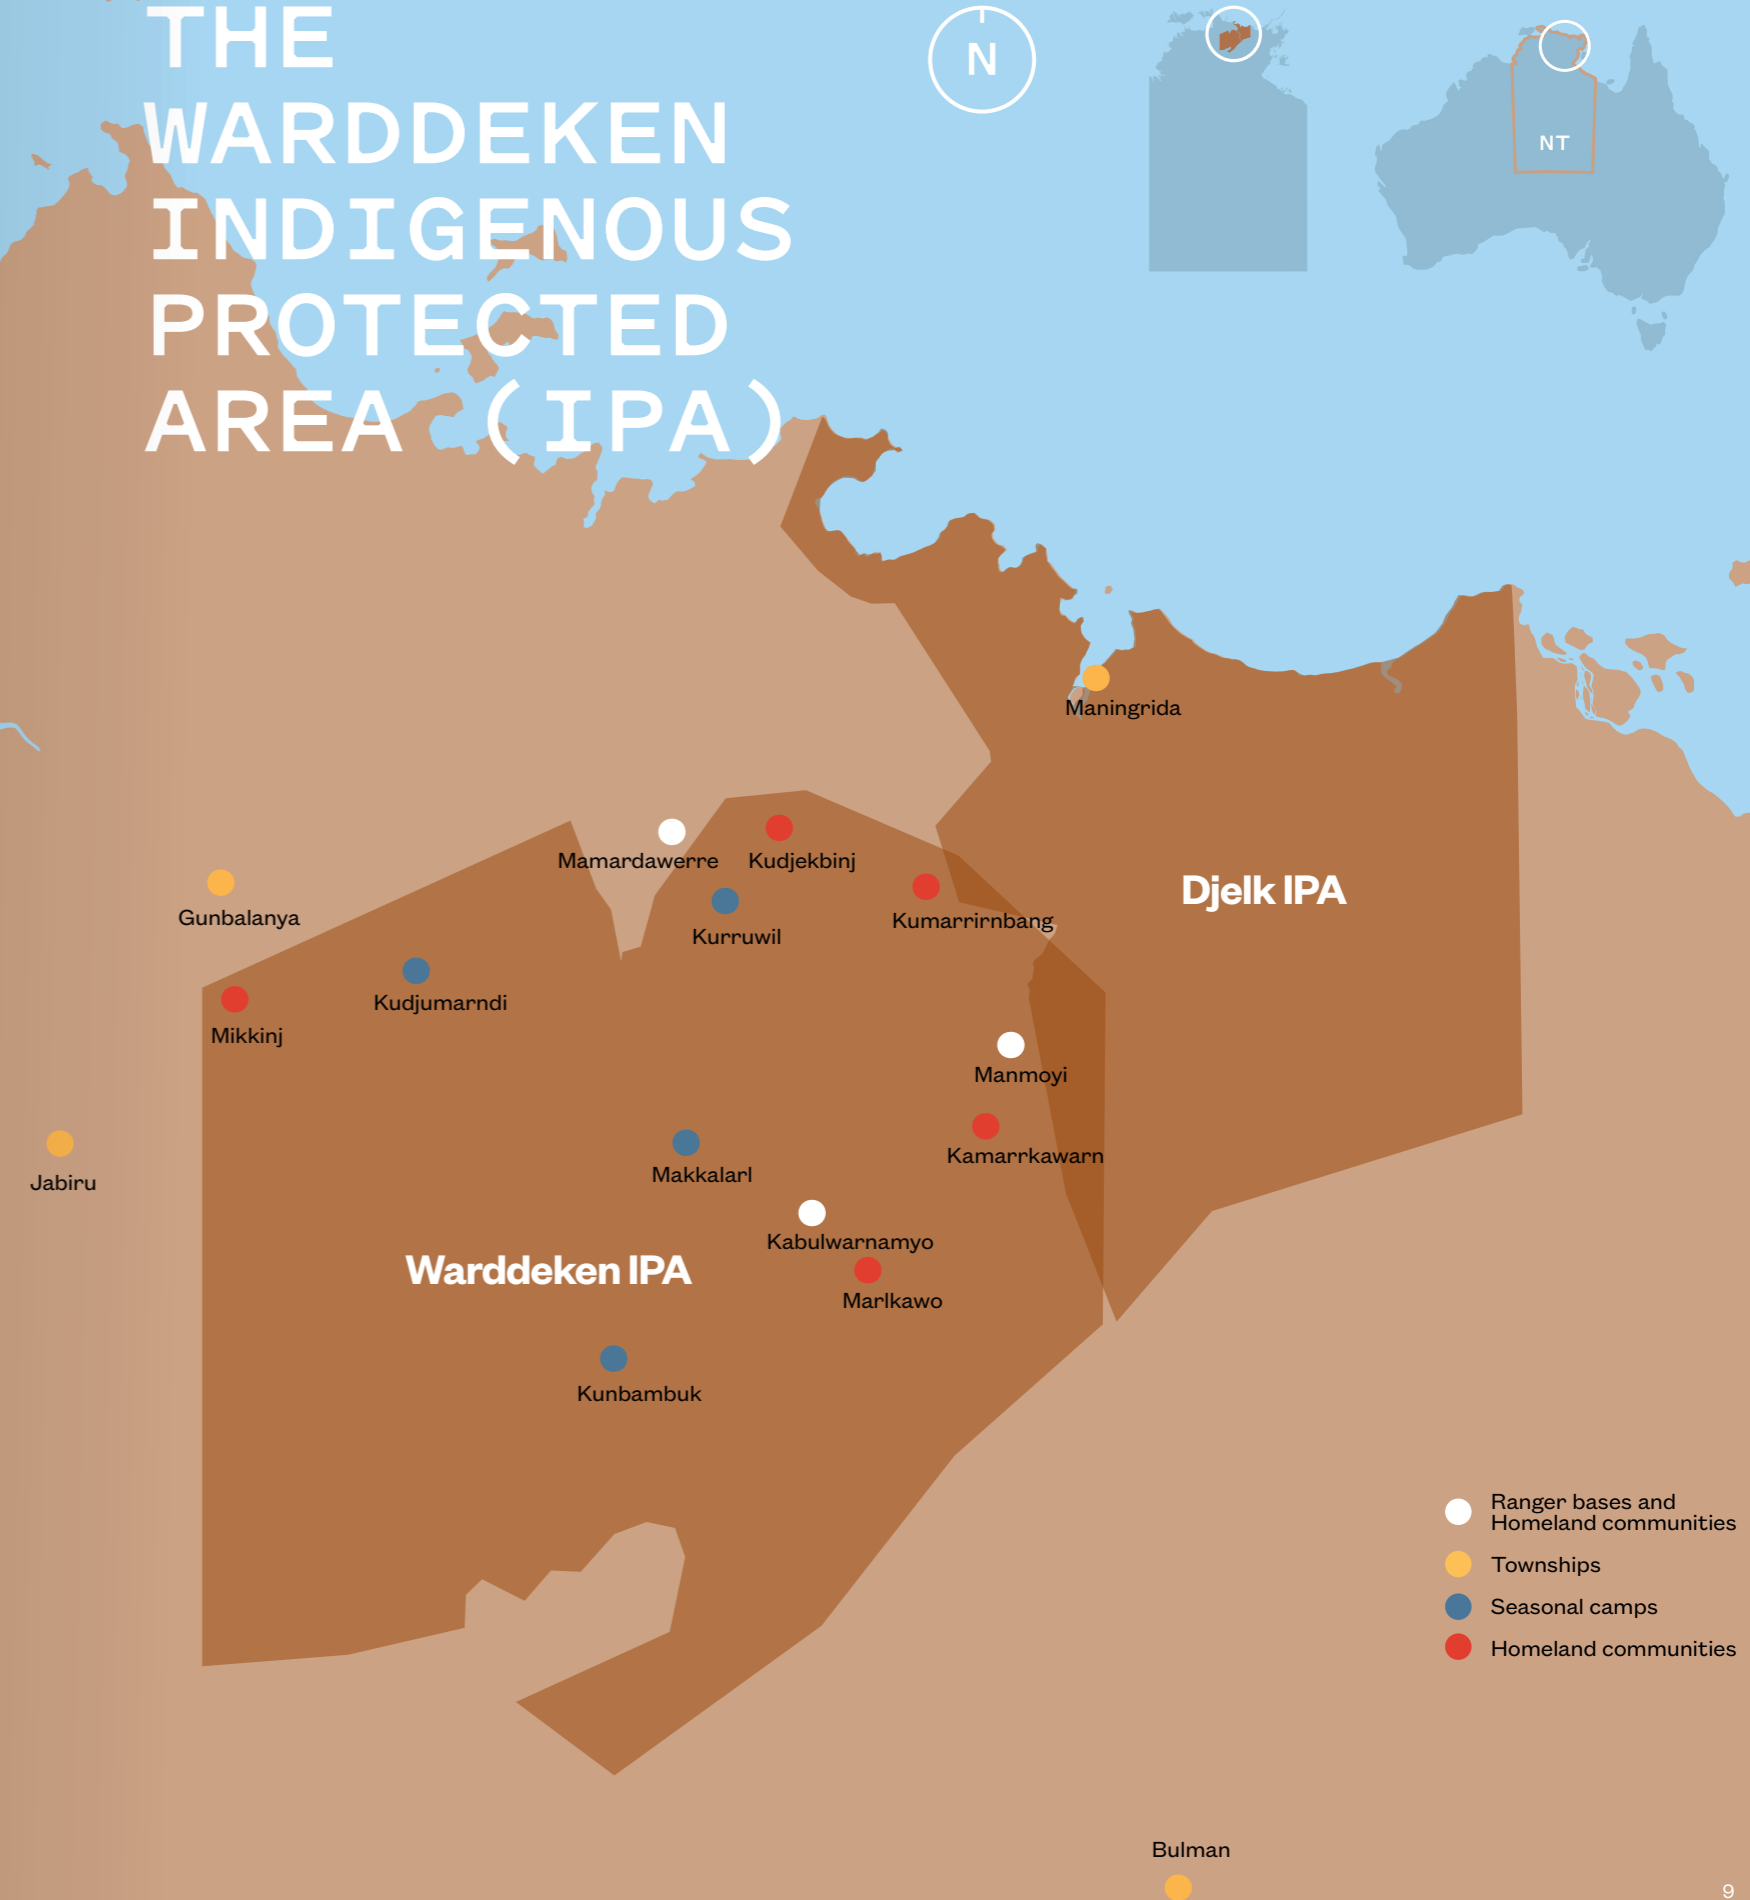 THE
WARDDEKEN
INDIGENOUS
PROTECTED
AREA (IPA)
N
NT
Maningrida
Mamardawerre
Kudjekbinj
Djelk IPA
Gunbalanya
Kumarrirnbang
Kurruwil
Kudjumarndi
Mikkinj
Manmoyi
Kamarrkawarn
Makkalarl
Jabiru
Kabulwarnamyo
Warddeken IPA
Marlkawo
Kunbambuk
Ranger bases and
Homeland communities
Townships
Seasonal camps
Homeland communities
Bulman
9